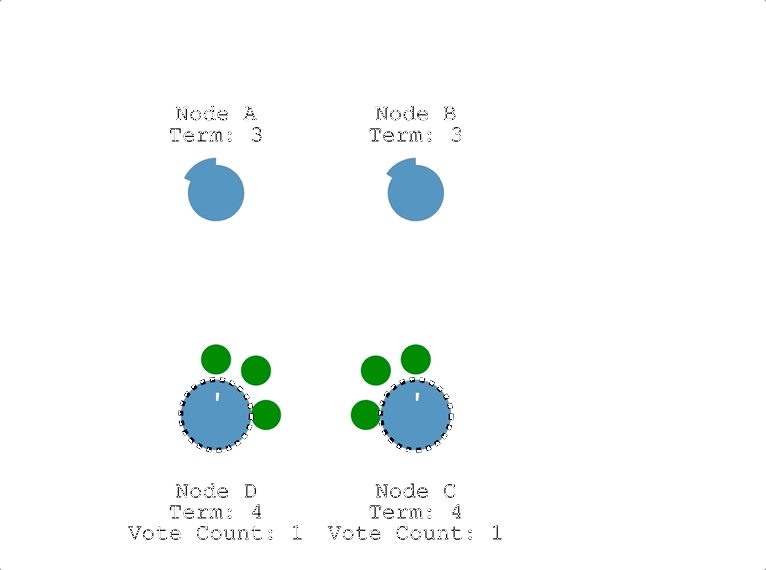 Node A
Term: 3
Node B
Term: 3
Node D
Term: 4
Vote Count: 1
Node C
Term: 4
Vote Count: 1